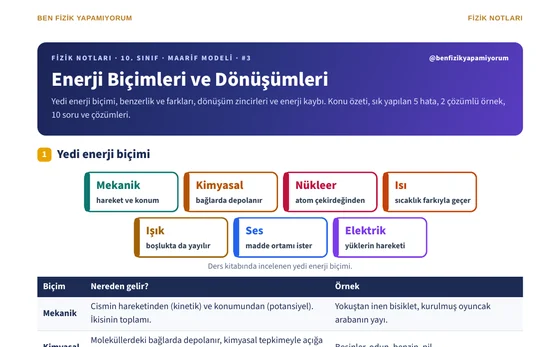 BEN FİZİK YAPAMIYORUM
FİZİK NOTLARI
FİZİK NOTLARI · 10. SINIF · MAARİF MODELİ · #3
@benfizikyapamiyorum
Enerji Biçimleri ve Dönüşümleri
Yedi enerji biçimi, benzerlik ve farkları, dönüşüm zincirleri ve enerji kaybı. Konu özeti, sık yapılan 5 hata, 2 çözümlü örnek,
10 soru ve çözümleri.
1 Yedi enerji biçimi
Mekanik
hareket ve konum
Kimyasal
bağlarda depolanır
Nükleer
atom çekirdeğinden
Isı
sıcaklık farkıyla geçer
Işık
boşlukta da yayılır
Ses
madde ortamı ister
Elektrik
yüklerin hareketi
Ders kitabında incelenen yedi enerji biçimi.
Biçim Nereden gelir? Örnek
Mekanik
Cismin hareketinden (kinetik) ve konumundan (potansiyel).
İkisinin toplamı.
Yokuştan inen bisiklet, kurulmuş oyuncak
arabanın yayı.
Moleküllerdeki bağlarda depolanır, kimyasal tepkimeyle açığa